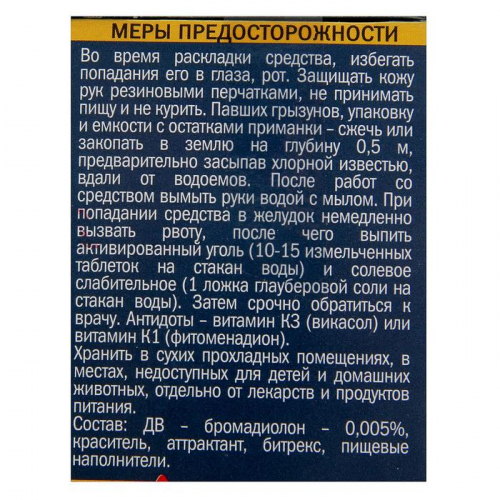 МЕРЫ ПРЕДОСТОРОЖНОСТИ
Во время раскладки средства, избегать
попадания его в глаза, рот. Защищать кожу
рук резиновыми перчатками, не принимать
пищу и не курить. Павших грызунов, упаковку
и емкости с остатками приманки – сжечь или
закопать в землю на глубину 0,5 м,
предварительно засыпав хлорной известью,
вдали от водоемов. После работ со
средством вымыть руки водой с мылом. При
попадании средства в желудок немедленно
вызвать рвоту, после чего выпить
активированный уголь (10-15 измельченных
таблеток на стакан воды) и солевое
слабительное (1 ложка глауберовой соли на
стакан воды). Затем срочно обратиться к
врачу. Антидоты – витамин К3 (викасол) или
витамин К1 (фитоменадион).
Хранить в сухих прохладных помещениях, в
местах, недоступных для детей и домашних
животных, отдельно от лекарств и продуктов
питания.
Состав: ДВ – бромадиолон – 0,005%,
краситель, аттрактант, битрекс, пищевые
наполнители.